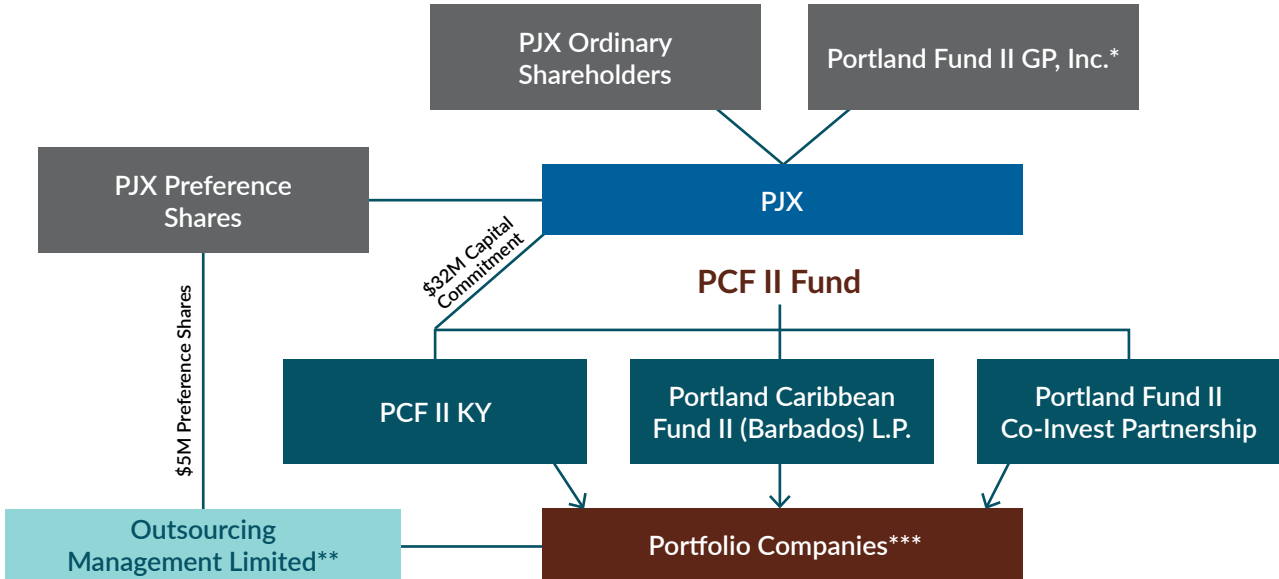 PJX Ordinary
Shareholders
Portland Fund II GP, Inc.*
PJX Preference
Shares
PJX
$32M Capital
Commitment
PCF II Fund
$5M Preference Shares
PCF II KY
Portland Caribbean
Fund II (Barbados) L.P.
Portland Fund II
Co-Invest Partnership
Outsourcing
Management Limited**
Portfolio Companies***